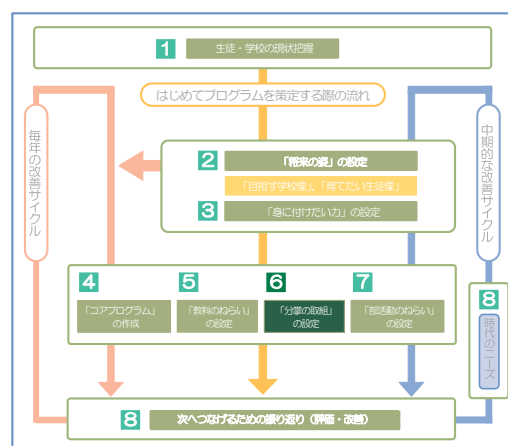 1 生徒・学校の現状把握
はじめてプログラムを策定する際の流れ
毎年の改善サイクル
中期的な改善サイクル
2 「将来の姿」の設定
「目指す学校像」、「育てたい生徒像」
3 「身に付けたい力」の設定
4
「コアプログラム」
の作成
5
「教科のねらい」
の設定
6
「分掌の取組」
の設定
7
「部活動のねらい」
の設定
8
時代のニーズ
8 次へつなげるための振り返り（評価・改善）